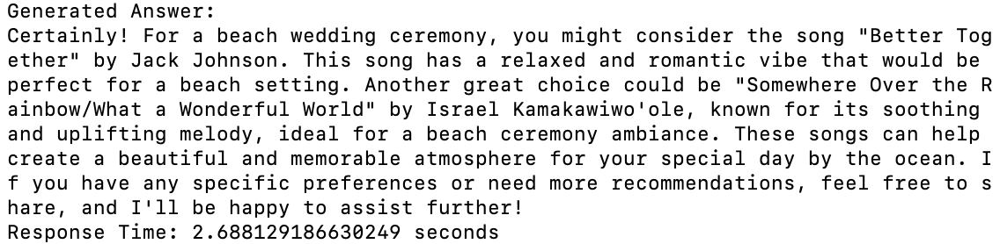 Generated Answer:
Certainly! For a beach wedding ceremony, you might consider the song "Better Tog
ether" by Jack Johnson. This song has a relaxed and romantic vibe that would be
perfect for a beach setting. Another great choice could be "Somewhere Over the R
ainbow/What a Wonderful World" by Israel Kamakawiwo'ole, known for its soothing
and uplifting melody, ideal for a beach ceremony ambiance. These songs can help
create a beautiful and memorable atmosphere for your special day by the ocean. I
f you have any specific preferences or need more recommendations, feel free to s
hare, and I'll be happy to assist further!
Response Time: 2.688129186630249 seconds